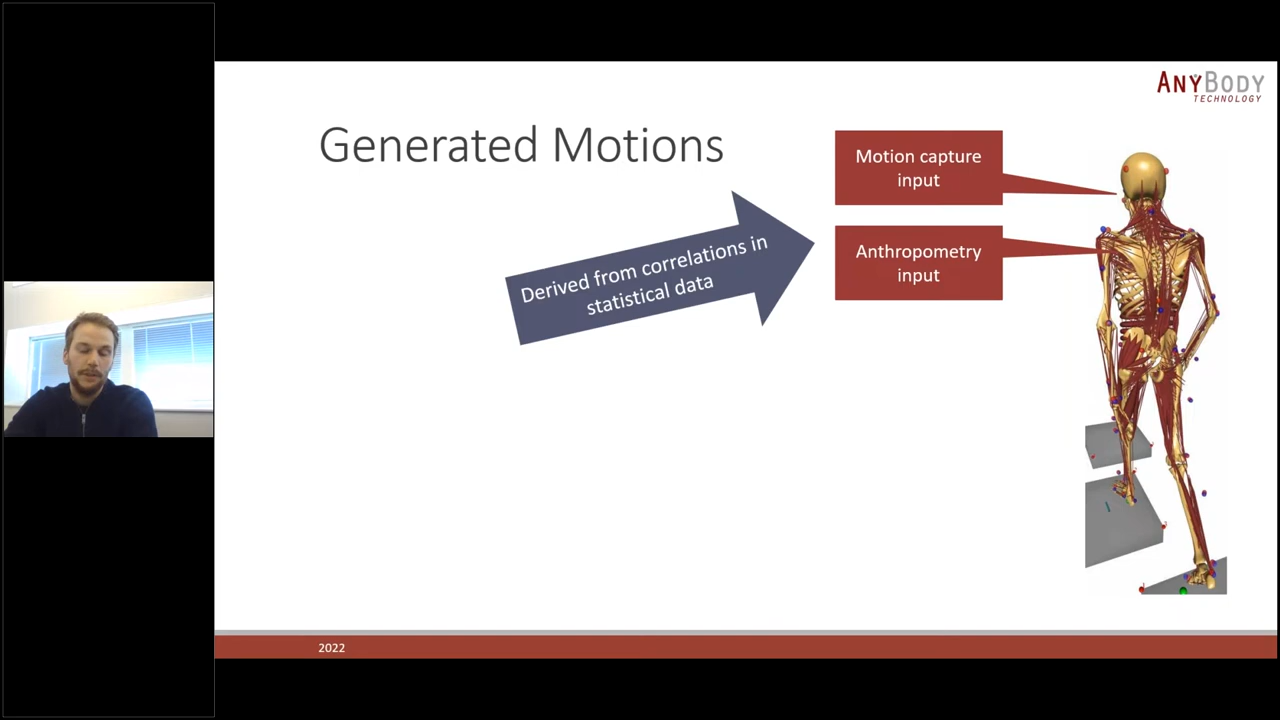 ANYBODY
TECHNOLOGY
Generated Motions
Motion capture
input
Derived from correlations in
statistical data
Anthropometry
input
2022